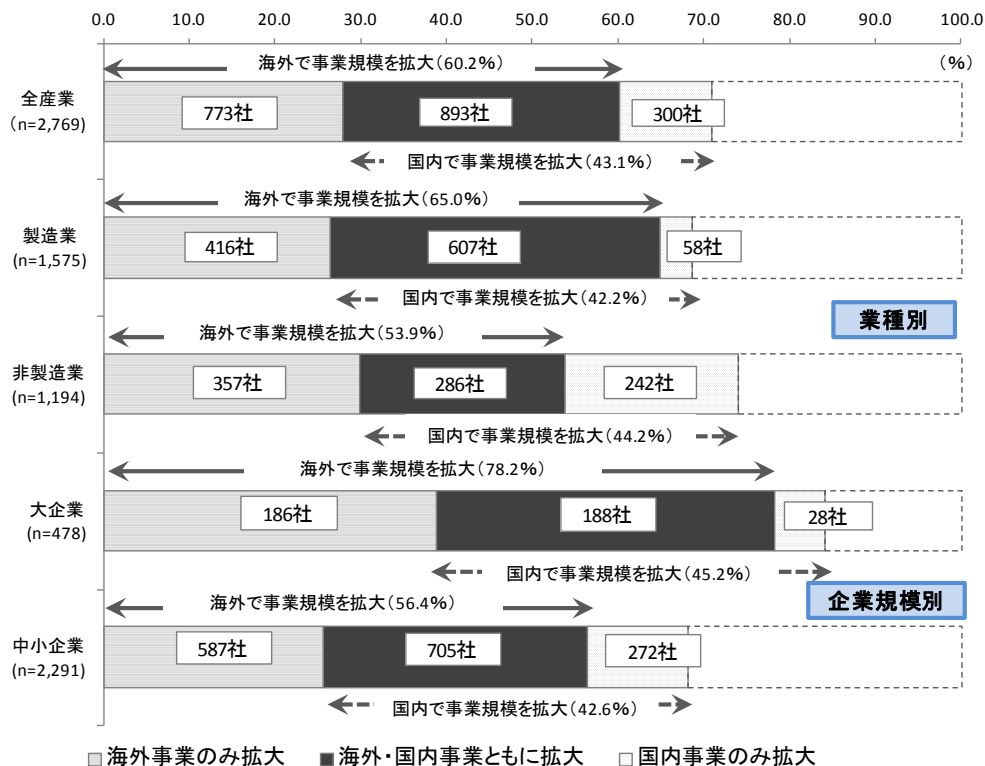 0.0 10.0 20.0 30.0 40.0 50.0 60.0 70.0 80.0 90.0 100.0
(%)
海外で事業規模を拡大(60.2%)
全産業
(n=2,769)
773社 893社 300社
国内で事業規模を拡大(43.1%)
海外で事業規模を拡大(65.0%)
製造業
(n=1,575)
416社 607社 58社
国内で事業規模を拡大(42.2%)
業種別
海外で事業規模を拡大(53.9%)
非製造業
(n=1,194)
357社 286社 242社
国内で事業規模を拡大(44.2%)
海外で事業規模を拡大(78.2%)
大企業
(n=478)
186社 188社 28社
国内で事業規模を拡大(45.2%)
企業規模別
海外で事業規模を拡大(56.4%)
中小企業
(n=2,291)
587社 705社 272社
国内で事業規模を拡大(42.6%)
海外事業のみ拡大 海外・国内事業ともに拡大 国内事業のみ拡大